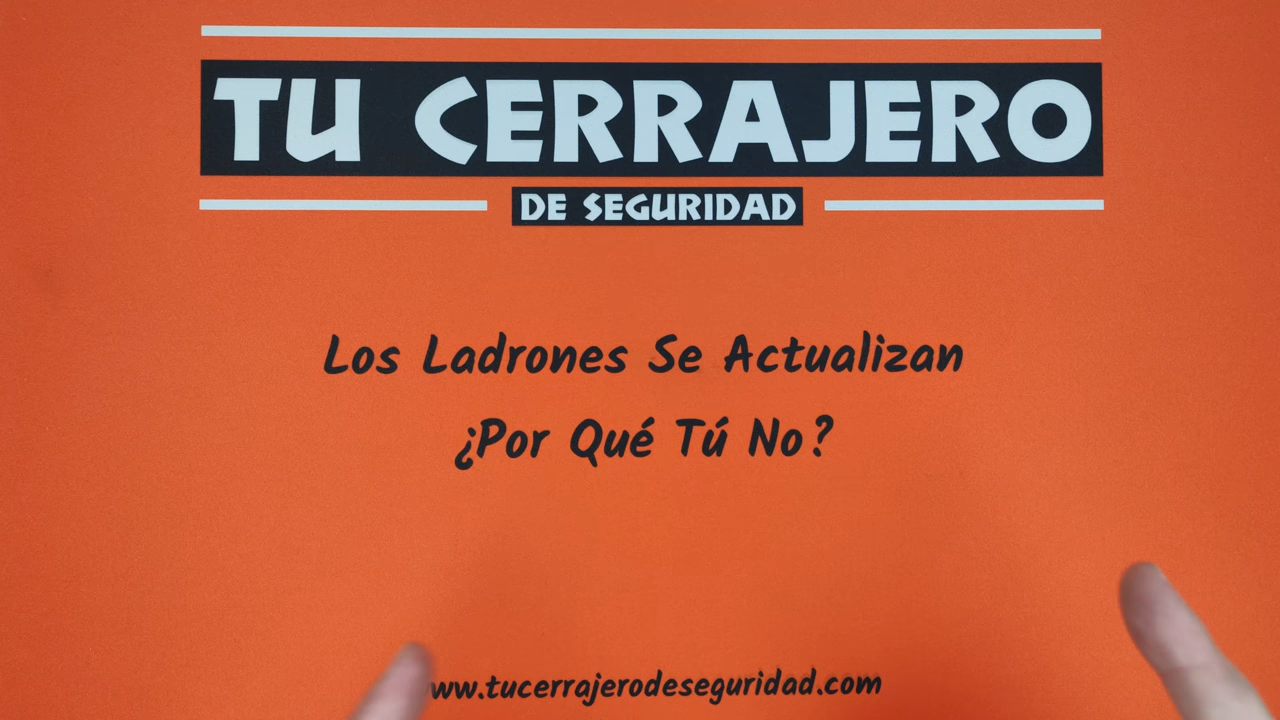 TU CERRAJERO
DE SEGURIDAD
Los Ladrones Se Actualizan
¿Por Qué Tú No?
www.tucerrajerodeseguridad.com